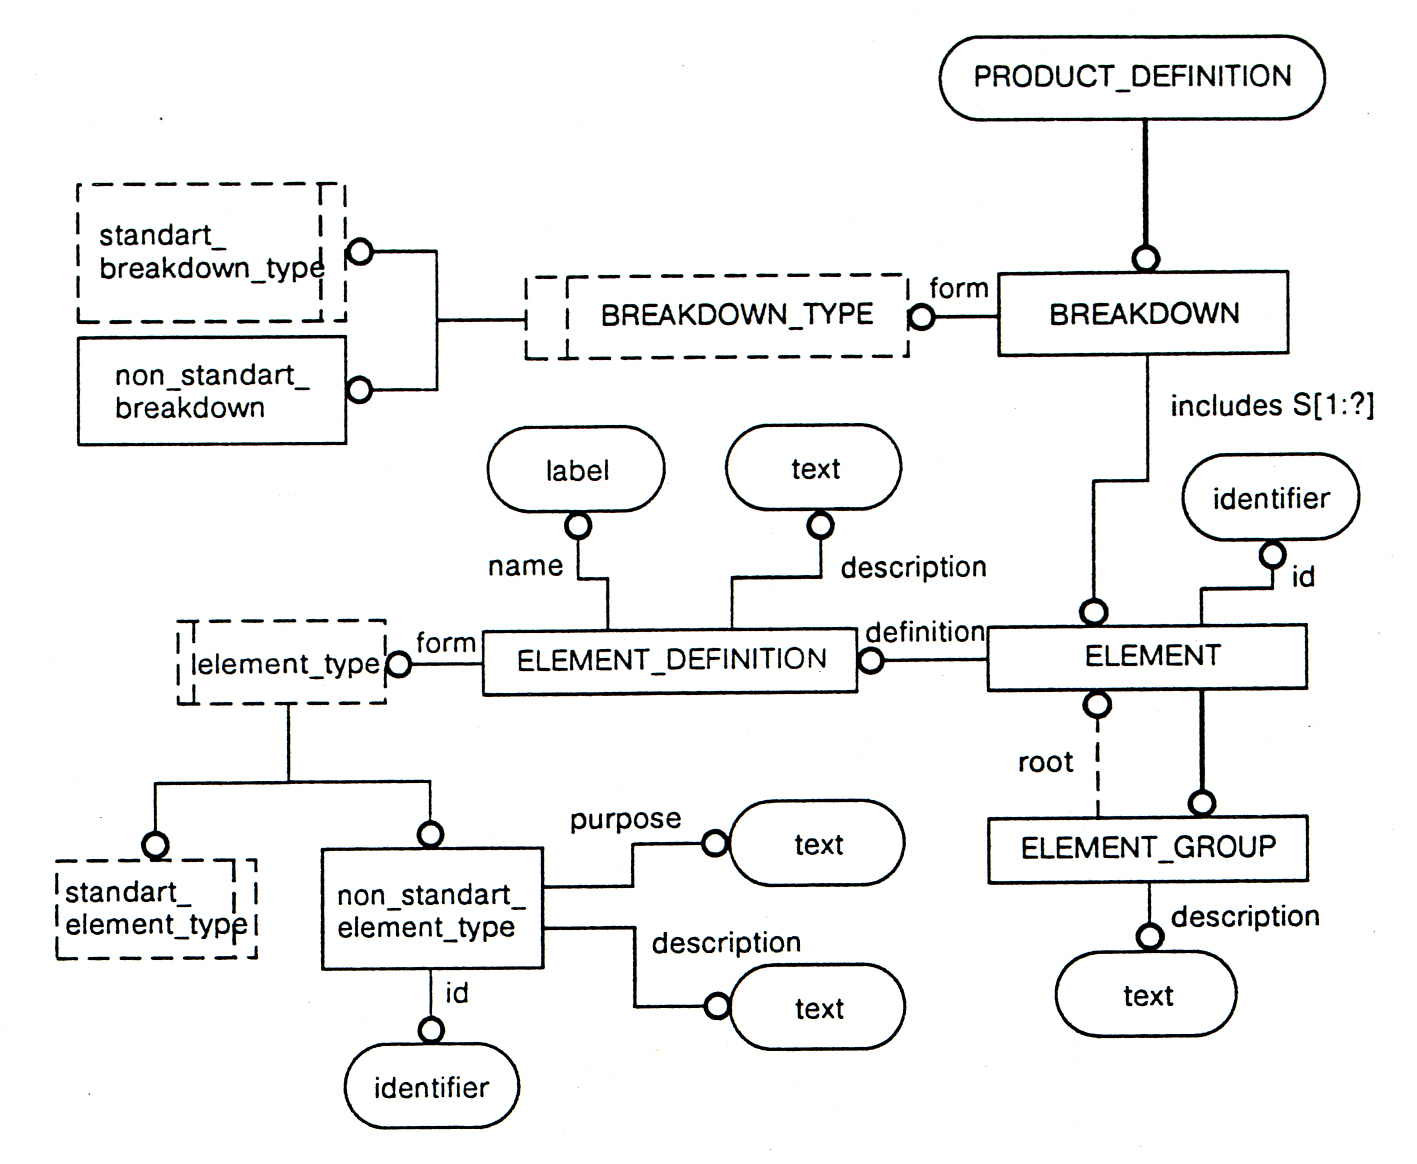 PRODUCT_DEFINITION
standart_
breakdown_type
BREAKDOWN_TYPE
form
BREAKDOWN
non_standart_
breakdown
includes S[1:?]
label
text
identifier
name
description
id
element_type
form
ELEMENT_DEFINITION
definition
ELEMENT
root
purpose
text
ELEMENT_GROUP
standart_
element_type
non_standart_
element_type
description
description
id
text
text
identifier